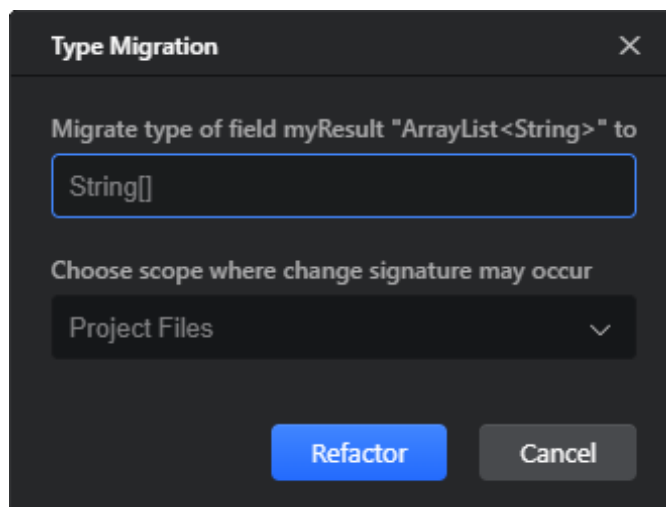 Type Migration
Migrate type of field myResult "ArrayList<String>" to
String[]
Choose scope where change signature may occur
Project Files
Refactor Cancel